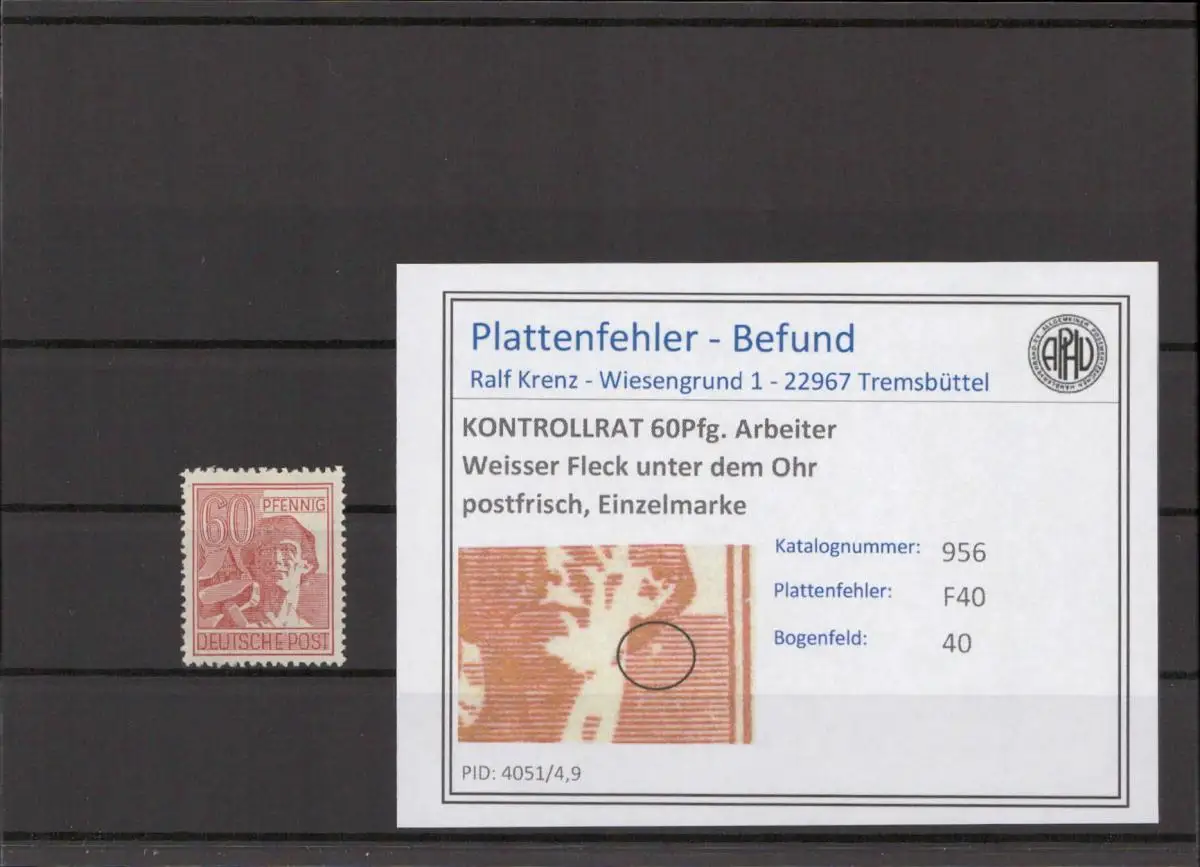 60 PFENNIG
DEUTSCHE POST
Plattenfehler - Befund
Ralf Krenz - Wiesengrund 1 - 22967 Tremsbüttel
APHV
KONTROLLRAT 60Pfg. Arbeiter
Weisser Fleck unter dem Ohr
postfrisch, Einzelmarke
Katalognummer: 956
Plattenfehler: F40
Bogenfeld: 40
PID: 4051/4,9